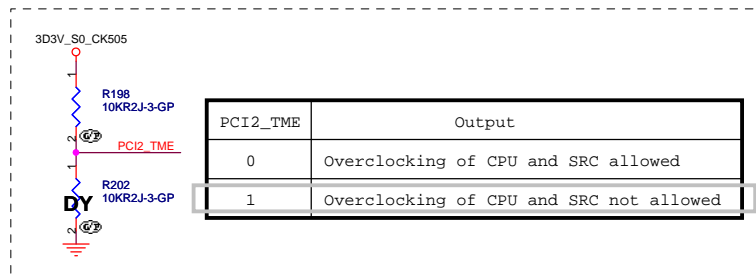 3D3V_S0_CK505
1
R198
10KR2J-3-GP
2
G/P
PCI2_TME
1
R202
10KR2J-3-GP
DY
2
G/P
PCI2_TME Output
0 Overclocking of CPU and SRC allowed
1 Overclocking of CPU and SRC not allowed